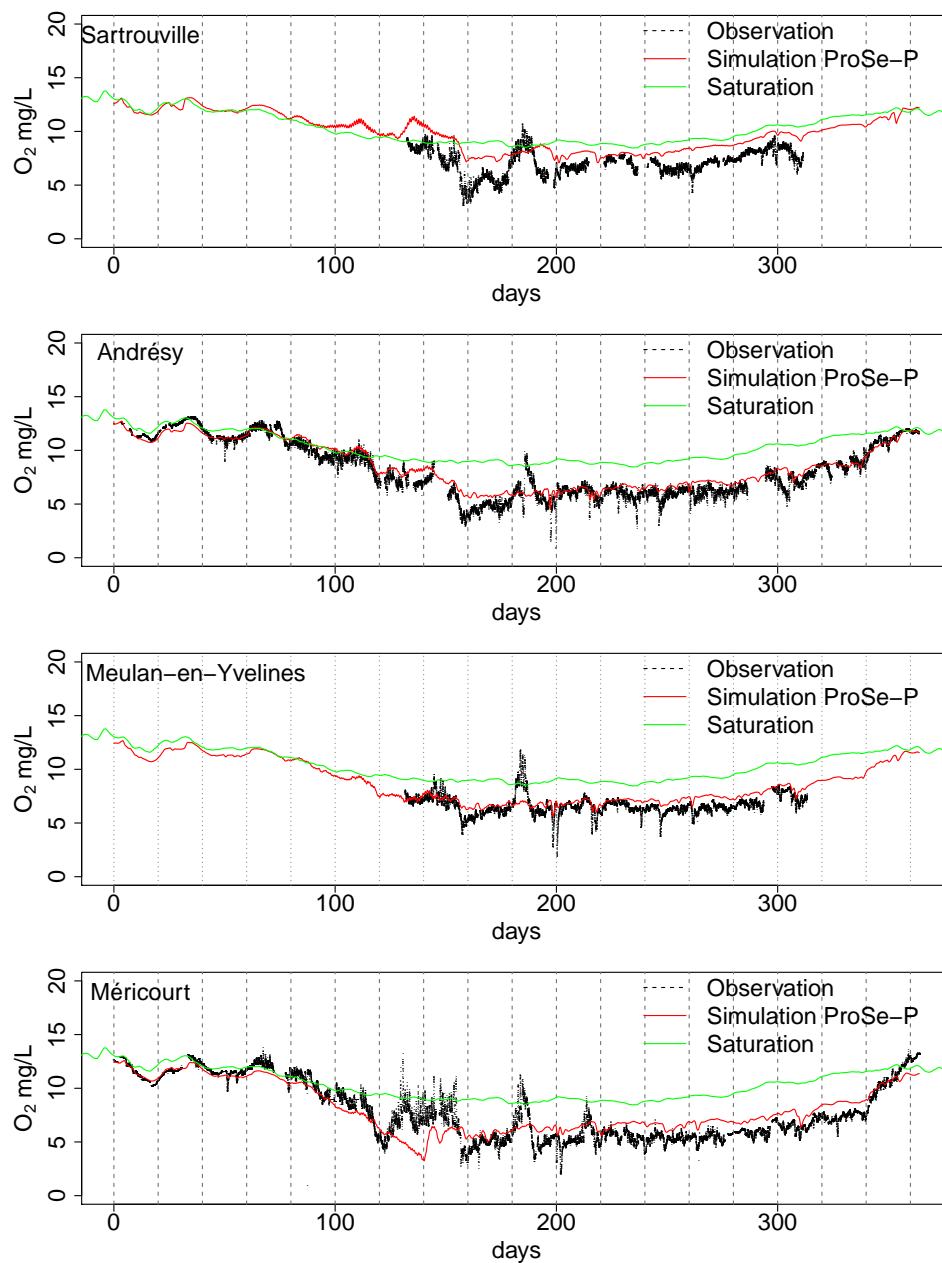 Sartrouville
Observation
Simulation ProSe−P
Saturation
O₂ mg/L
0 5 10 15 20
0 100 200 300
days
Andrésy
Observation
Simulation ProSe−P
Saturation
O₂ mg/L
0 5 10 15 20
0 100 200 300
days
Meulan−en−Yvelines
Observation
Simulation ProSe−P
Saturation
O₂ mg/L
0 5 10 15 20
0 100 200 300
days
Méricourt
Observation
Simulation ProSe−P
Saturation
O₂ mg/L
0 5 10 15 20
0 100 200 300
days